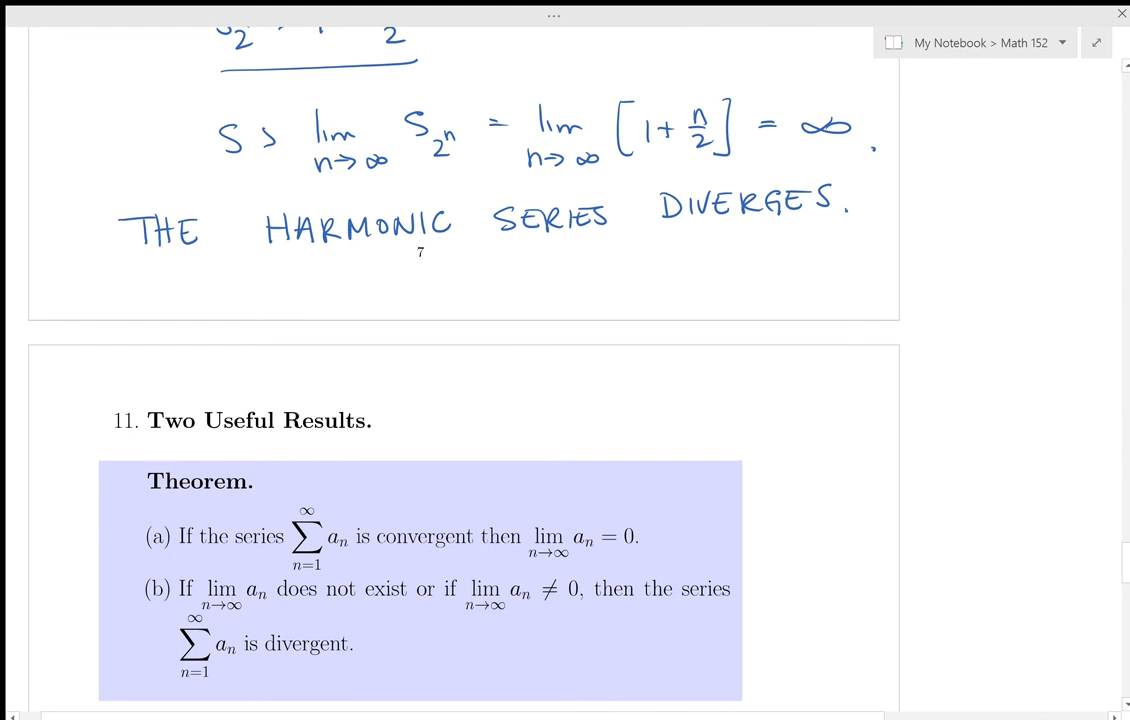 ...
My Notebook > Math 152
S > lim n→∞ S_2^n = lim n→∞ [1 + n/2] = ∞.
THE HARMONIC SERIES DIVERGES.
7
11. Two Useful Results.
Theorem.
(a) If the series ∑_{n=1}^{∞} a_n is convergent then lim_{n→∞} a_n = 0.
(b) If lim_{n→∞} a_n does not exist or if lim_{n→∞} a_n ≠ 0, then the series
∑_{n=1}^{∞} a_n is divergent.